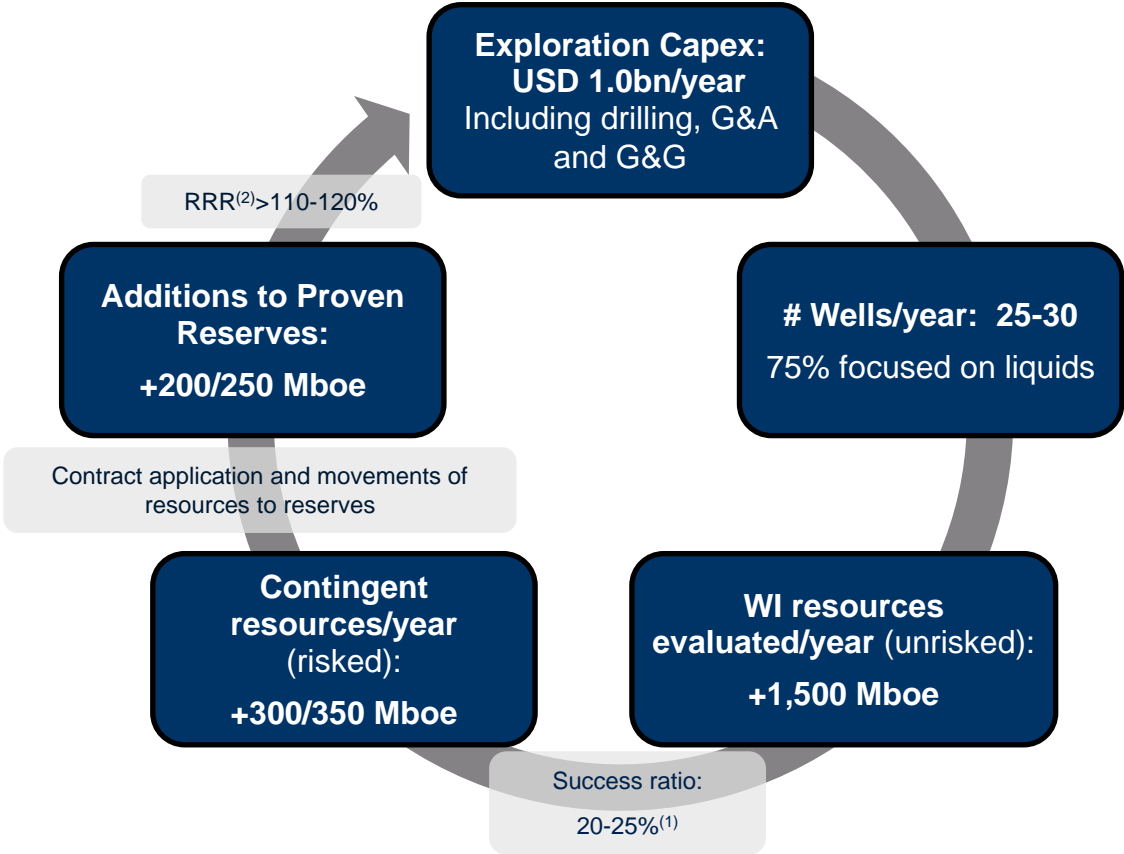 Exploration Capex:
USD 1.0bn/year
Including drilling, G&A
and G&G
# Wells/year: 25-30
75% focused on liquids
WI resources
evaluated/year (unrisked):
+1,500 Mboe
Success ratio:
20-25%(1)
Contingent
resources/year
(risked):
+300/350 Mboe
Contract application and movements of
resources to reserves
Additions to Proven
Reserves:
+200/250 Mboe
RRR(2)>110-120%